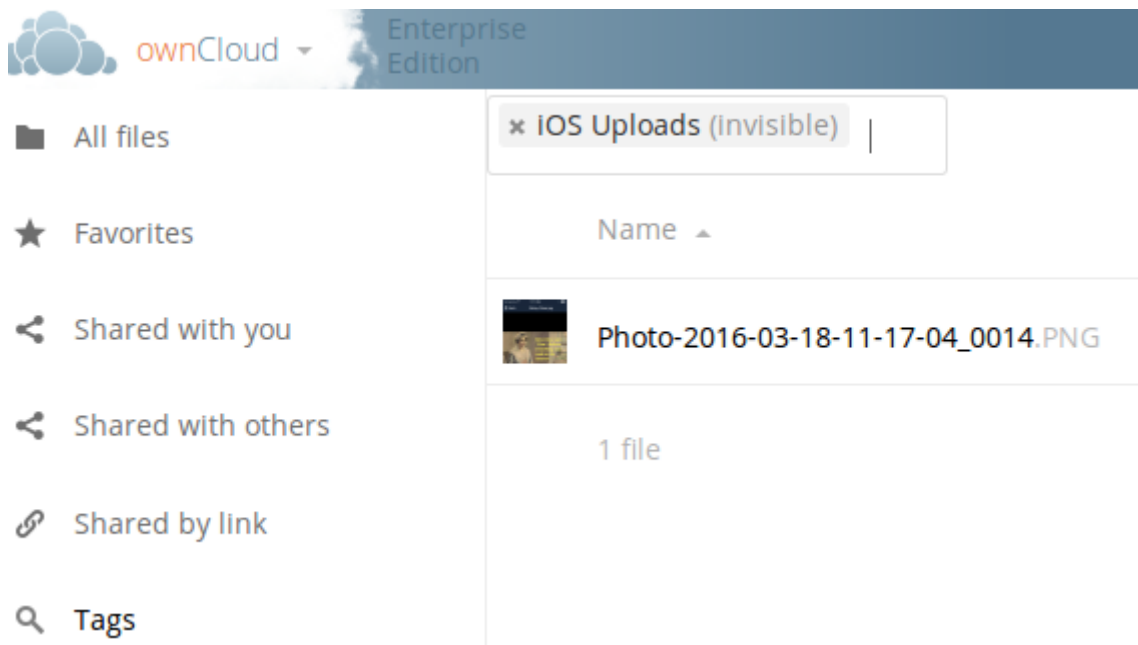 ownCloud
Enterprise
Edition
All files
Favorites
Shared with you
Shared with others
Shared by link
Tags
× iOS Uploads (invisible)
Name
Photo-2016-03-18-11-17-04_0014.PNG
1 file